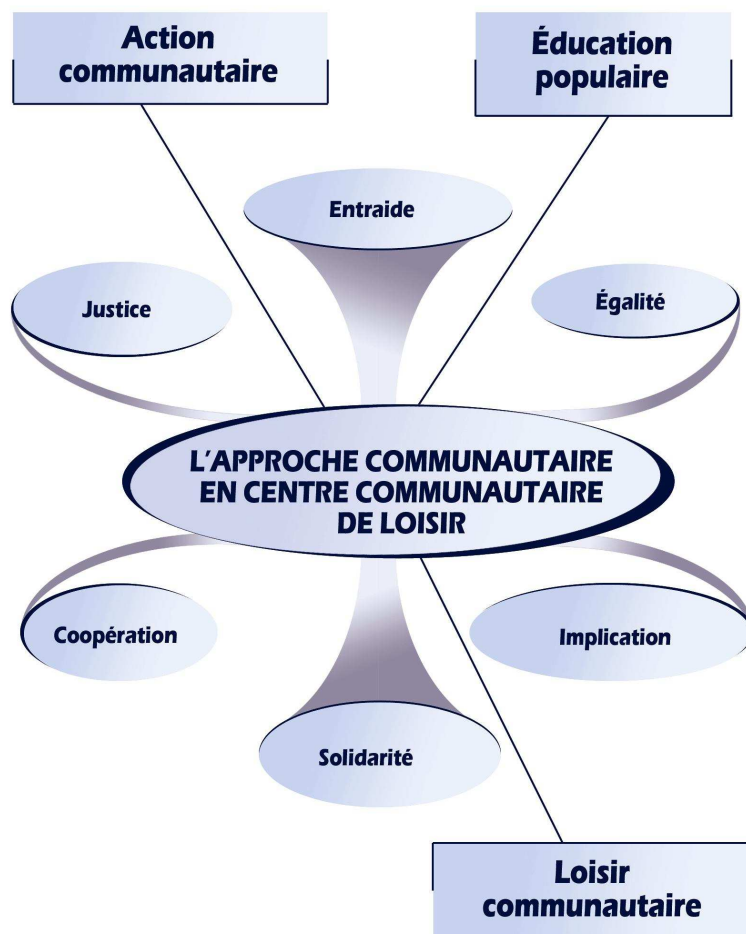 Action
communautaire
Éducation
populaire
Entraide
Justice
Égalité
L'APPROCHE COMMUNAUTAIRE
EN CENTRE COMMUNAUTAIRE
DE LOISIR
Coopération
Implication
Solidarité
Loisir
communautaire